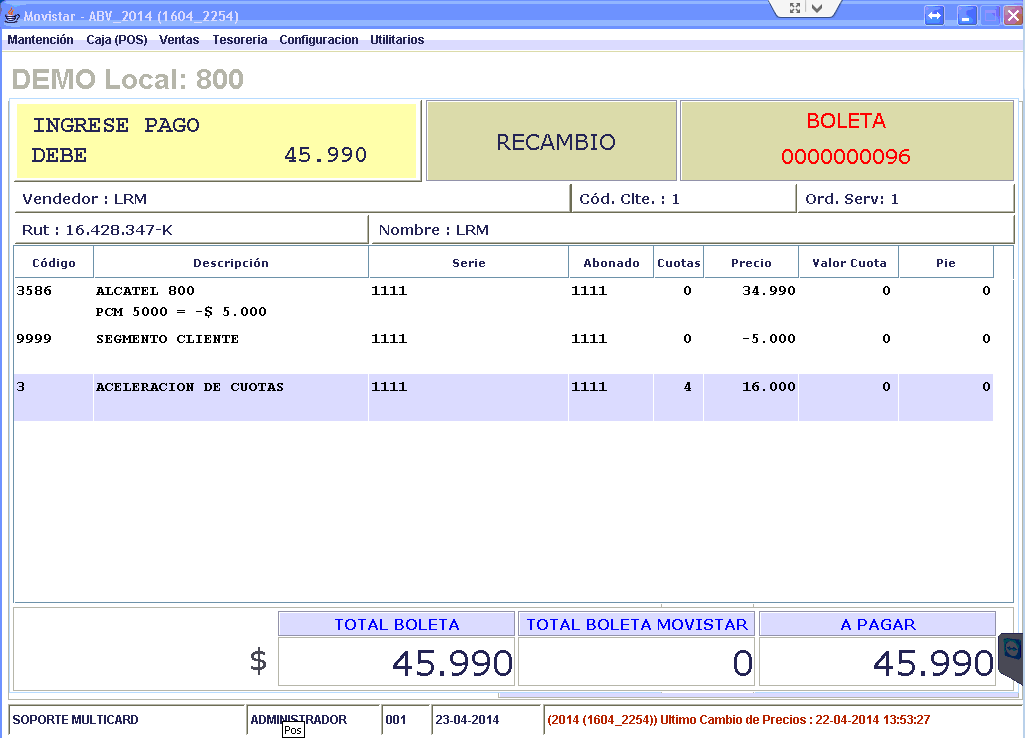 Movistar - ABV_2014 (1604_2254)
Mantención Caja (POS) Ventas Tesoreria Configuracion Utilitarios
DEMO Local: 800
INGRESE PAGO
DEBE 45.990
RECAMBIO
BOLETA
0000000096
Vendedor : LRM Cód. Clte. : 1 Ord. Serv: 1
Rut : 16.428.347-K Nombre : LRM
Código Descripción Serie Abonado Cuotas Precio Valor Cuota Pie
3586 ALCATEL 800 1111 1111 0 34.990 0 0
PCM 5000 = -$ 5.000
9999 SEGMENTO CLIENTE 1111 1111 0 -5.000 0 0
3 ACELERACION DE CUOTAS 1111 1111 4 16.000 0 0
TOTAL BOLETA TOTAL BOLETA MOVISTAR A PAGAR
$ 45.990 0 45.990
SOPORTE MULTICARD ADMINISTRADOR 001 23-04-2014 (2014 (1604_2254)) Ultimo Cambio de Precios : 22-04-2014 13:53:27
Pos